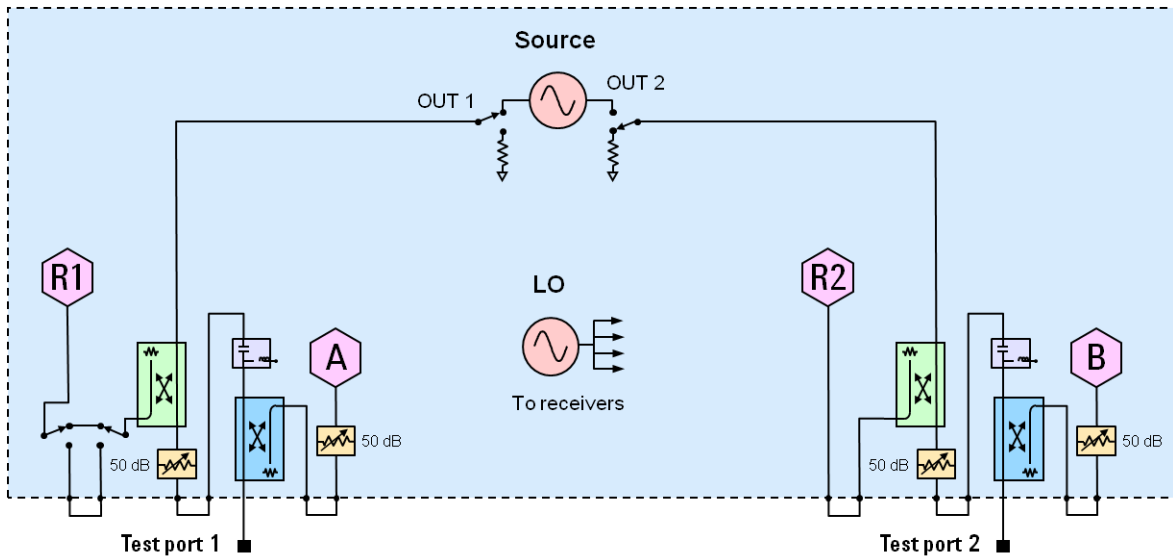 Source
OUT 1
OUT 2
R1
R2
LO
A
B
To receivers
50 dB
50 dB
50 dB
50 dB
Test port 1
Test port 2